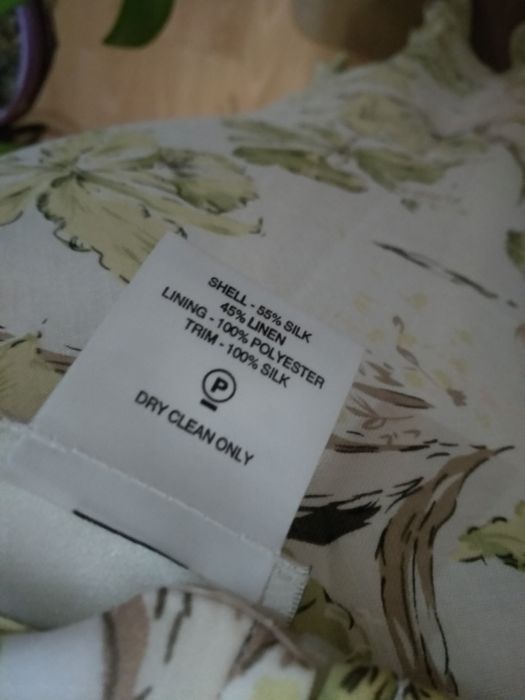 SHELL - 55% SILK
45% LINEN
LINING - 100% POLYESTER
TRIM - 100% SILK
P
DRY CLEAN ONLY